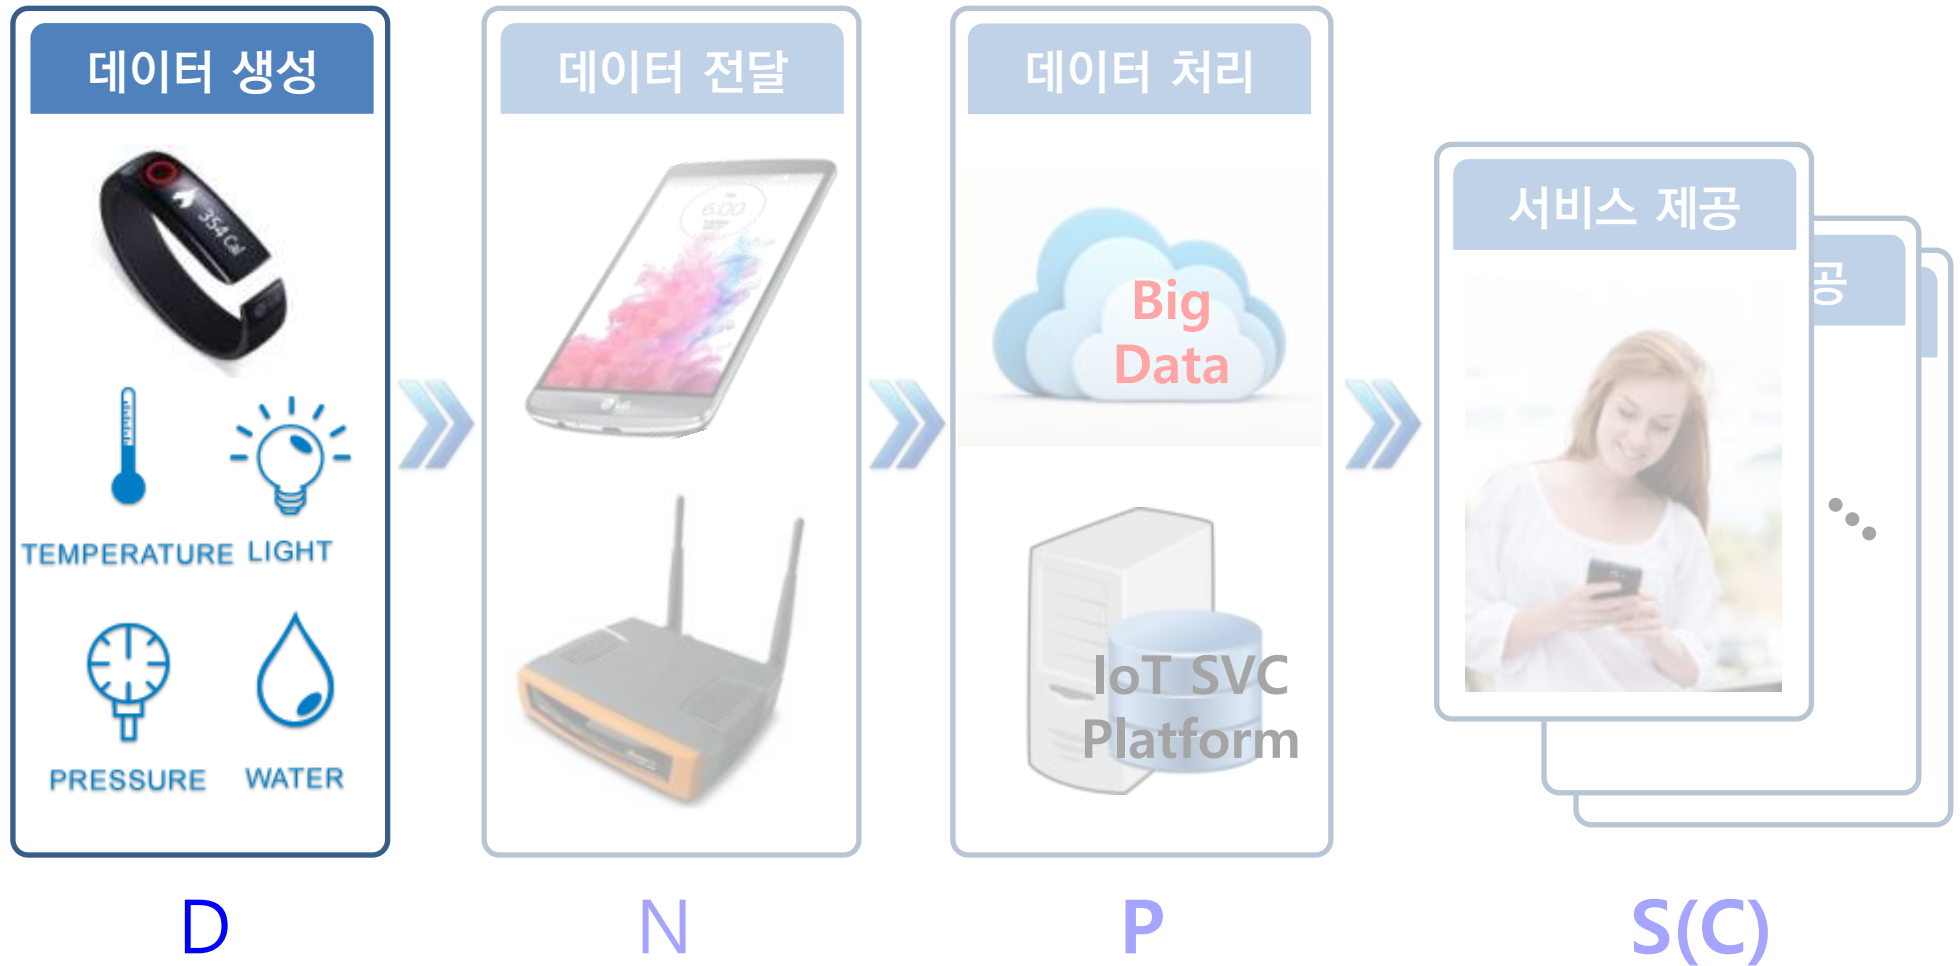 데이터 생성
354 Cal
TEMPERATURE
LIGHT
PRESSURE
WATER
D
데이터 전달
6:00
LG
N
데이터 처리
Big
Data
IoT SVC
Platform
P
서비스 제공
공
S(C)